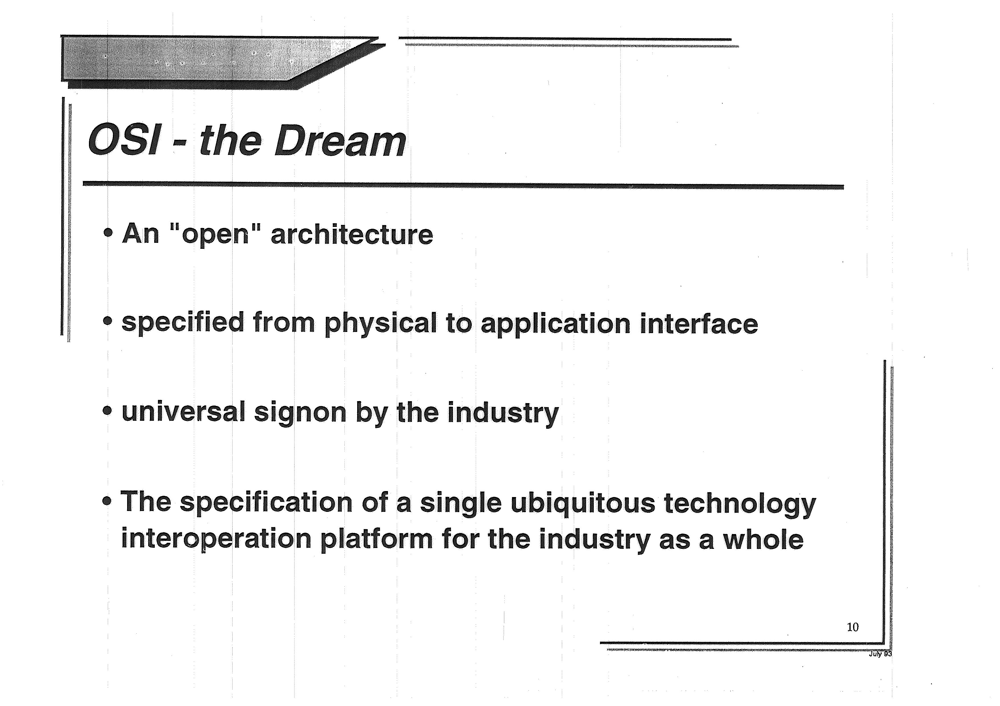 OSI - the Dream
• An "open" architecture
• specified from physical to application interface
• universal signon by the industry
• The specification of a single ubiquitous technology
interoperation platform for the industry as a whole
10
July 93